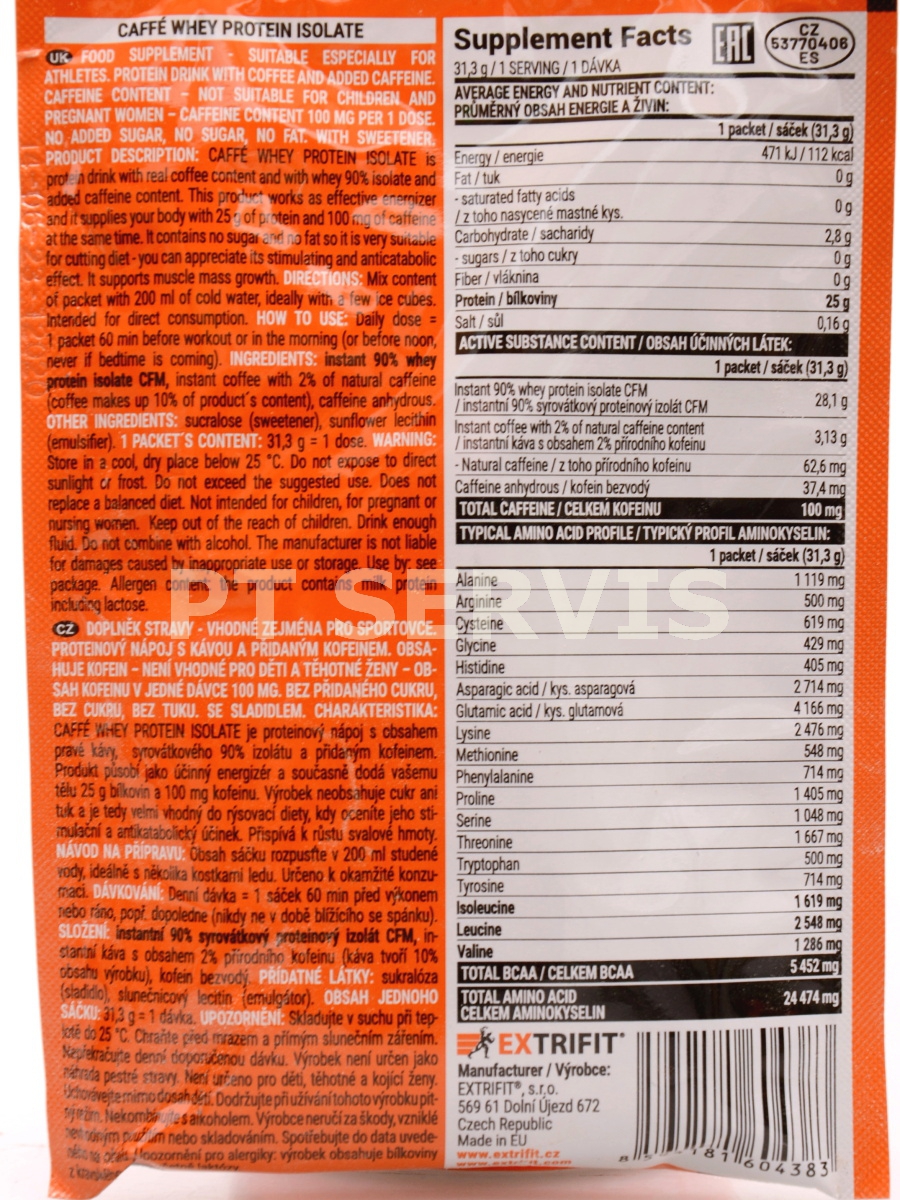 CAFFÉ WHEY PROTEIN ISOLATE
UK FOOD SUPPLEMENT - SUITABLE ESPECIALLY FOR
ATHLETES. PROTEIN DRINK WITH COFFEE AND ADDED CAFFEINE.
CAFFEINE CONTENT – NOT SUITABLE FOR CHILDREN AND
PREGNANT WOMEN – CAFFEINE CONTENT 100 MG PER 1 DOSE.
NO ADDED SUGAR, NO SUGAR, NO FAT. WITH SWEETENER.
PRODUCT DESCRIPTION: CAFFÉ WHEY PROTEIN ISOLATE is
protein drink with real coffee content and with whey 90% isolate and
added caffeine content. This product works as effective energizer
and it supplies your body with 25 g of protein and 100 mg of caffeine
at the same time. It contains no sugar and no fat so it is very suitable
for cutting diet - you can appreciate its stimulating and anticatabolic
effect. It supports muscle mass growth. DIRECTIONS: Mix content
of packet with 200 ml of cold water, ideally with a few ice cubes.
Intended for direct consumption. HOW TO USE: Daily dose =
1 packet 60 min before workout or in the morning (or before noon,
never if bedtime is coming). INGREDIENTS: instant 90% whey
protein isolate CFM, instant coffee with 2% of natural caffeine
(coffee makes up 10% of product´s content), caffeine anhydrous.
OTHER INGREDIENTS: sucralose (sweetener), sunflower lecithin
(emulsifier). 1 PACKET´S CONTENT: 31,3 g = 1 dose. WARNING:
Store in a cool, dry place below 25 °C. Do not expose to direct
sunlight or frost. Do not exceed the suggested use. Does not
replace a balanced diet. Not intended for children, for pregnant or
nursing women. Keep out of the reach of children. Drink enough
fluid. Do not combine with alcohol. The manufacturer is not liable
for damages caused by inappropriate use or storage. Use by: see
package. Allergen content: the product contains milk protein
including lactose.
CZ DOPLNĚK STRAVY - VHODNÉ ZEJMÉNA PRO SPORTOVCE.
PROTEINOVÝ NÁPOJ S KÁVOU A PŘIDANÝM KOFEINEM. OBSA-
HUJE KOFEIN – NENÍ VHODNÉ PRO DĚTI A TĚHOTNÉ ŽENY – OB-
SAH KOFEINU V JEDNÉ DÁVCE 100 MG. BEZ PŘIDANÉHO CUKRU,
BEZ CUKRU, BEZ TUKU. SE SLADIDLEM. CHARAKTERISTIKA:
CAFFÉ WHEY PROTEIN ISOLATE je proteinový nápoj s obsahem
pravé kávy, syrovátkového 90% izolátu a přidaným kofeinem.
Produkt působí jako účinný energizér a současně dodá vašemu
tělu 25 g bílkovin a 100 mg kofeinu. Výrobek neobsahuje cukr ani
tuk a je tedy velmi vhodný do rýsovací diety, kdy oceníte jeho sti-
mulační a antikatabolický účinek. Přispívá k růstu svalové hmoty.
NÁVOD NA PŘÍPRAVU: Obsah sáčku rozpusťte v 200 ml studené
vody, ideálně s několika kostkami ledu. Určeno k okamžité konzu-
maci. DÁVKOVÁNÍ: Denní dávka = 1 sáček 60 min před výkonem
nebo ráno, popř. dopoledne (nikdy ne v době blížícího se spánku).
SLOŽENÍ: instantní 90% syrovátkový proteinový izolát CFM, in-
stantní káva s obsahem 2% přírodního kofeinu (káva tvoří 10%
obsahu výrobku), kofein bezvodý. PŘÍDATNÉ LÁTKY: sukralóza
(sladidlo), slunečnicový lecitin (emulgátor). OBSAH JEDNOHO
SÁČKU: 31,3 g = 1 dávka. UPOZORNĚNÍ: Skladujte v suchu při tep-
lotě do 25 °C. Chraňte před mrazem a přímým slunečním zářením.
Nepřekračujte denní doporučenou dávku. Výrobek není určen jako
náhrada pestré stravy. Není určeno pro děti, těhotné a kojící ženy.
Uchovávejte mimo dosah dětí. Dodržujte při užívání tohoto výrobku pit-
ný režim. Nekombinujte s alkoholem. Výrobce neručí za škody, vzniklé
nevhodným použitím nebo skladováním. Spotřebujte do data uvede-
Upozornění pro alergiky: výrobek obsahuje bílkoviny
Supplement Facts
EAC
CZ
53770406
ES
31,3 g / 1 SERVING / 1 DÁVKA
AVERAGE ENERGY AND NUTRIENT CONTENT:
PRŮMĚRNÝ OBSAH ENERGIE A ŽIVIN:
1 packet / sáček (31,3 g)
Energy / energie 471 kJ / 112 kcal
Fat / tuk 0 g
- saturated fatty acids
/ z toho nasycené mastné kys. 0 g
Carbohydrate / sacharidy 2,8 g
- sugars / z toho cukry 0 g
Fiber / vláknina 0 g
Protein / bílkoviny 25 g
Salt / sůl 0,16 g
ACTIVE SUBSTANCE CONTENT / OBSAH ÚČINNÝCH LÁTEK:
1 packet / sáček (31,3 g)
Instant 90% whey protein isolate CFM
/ instantní 90% syrovátkový proteinový izolát CFM 28,1 g
Instant coffee with 2% of natural caffeine content
/ instantní káva s obsahem 2% přírodního kofeinu 3,13 g
- Natural caffeine / z toho přírodního kofeinu 62,6 mg
Caffeine anhydrous / kofein bezvodý 37,4 mg
TOTAL CAFFEINE / CELKEM KOFEINU 100 mg
TYPICAL AMINO ACID PROFILE / TYPICKÝ PROFIL AMINOKYSELIN:
1 packet / sáček (31,3 g)
Alanine 1 119 mg
Arginine 500 mg
Cysteine 619 mg
Glycine 429 mg
Histidine 405 mg
Asparagic acid / kys. asparagová 2 714 mg
Glutamic acid / kys. glutamová 4 166 mg
Lysine 2 476 mg
Methionine 548 mg
Phenylalanine 714 mg
Proline 1 405 mg
Serine 1 048 mg
Threonine 1 667 mg
Tryptophan 500 mg
Tyrosine 714 mg
Isoleucine 1 619 mg
Leucine 2 548 mg
Valine 1 286 mg
TOTAL BCAA / CELKEM BCAA 5 452 mg
TOTAL AMINO ACID
CELKEM AMINOKYSELIN 24 474 mg
EXTRIFIT®
Manufacturer / Výrobce:
EXTRIFIT®, s.r.o.
569 61 Dolní Újezd 672
Czech Republic
Made in EU
www.extrifit.cz
8 181604383
PT SERVIS